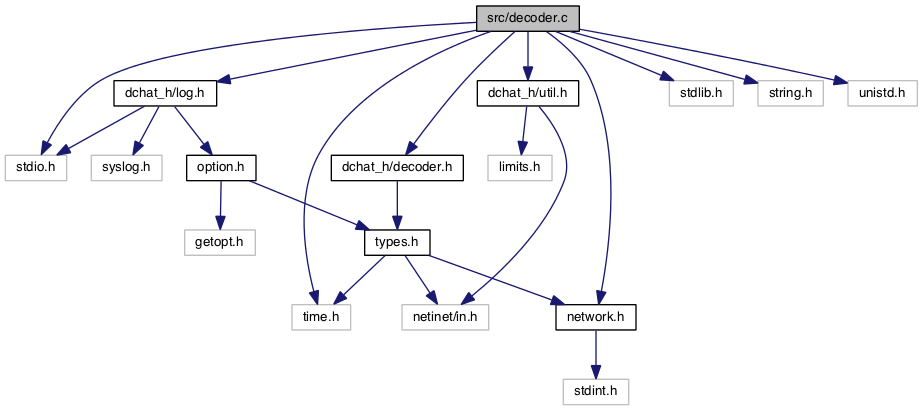 src/decoder.c
dchat_h/log.h
dchat_h/util.h
stdlib.h
string.h
unistd.h
stdio.h
syslog.h
option.h
dchat_h/decoder.h
limits.h
getopt.h
types.h
time.h
netinet/in.h
network.h
stdint.h